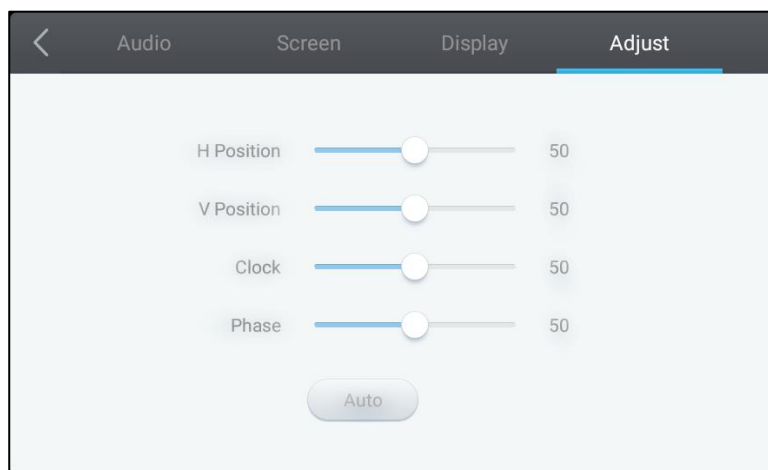 Audio Screen Display Adjust
H Position 50
V Position 50
Clock 50
Phase 50
Auto